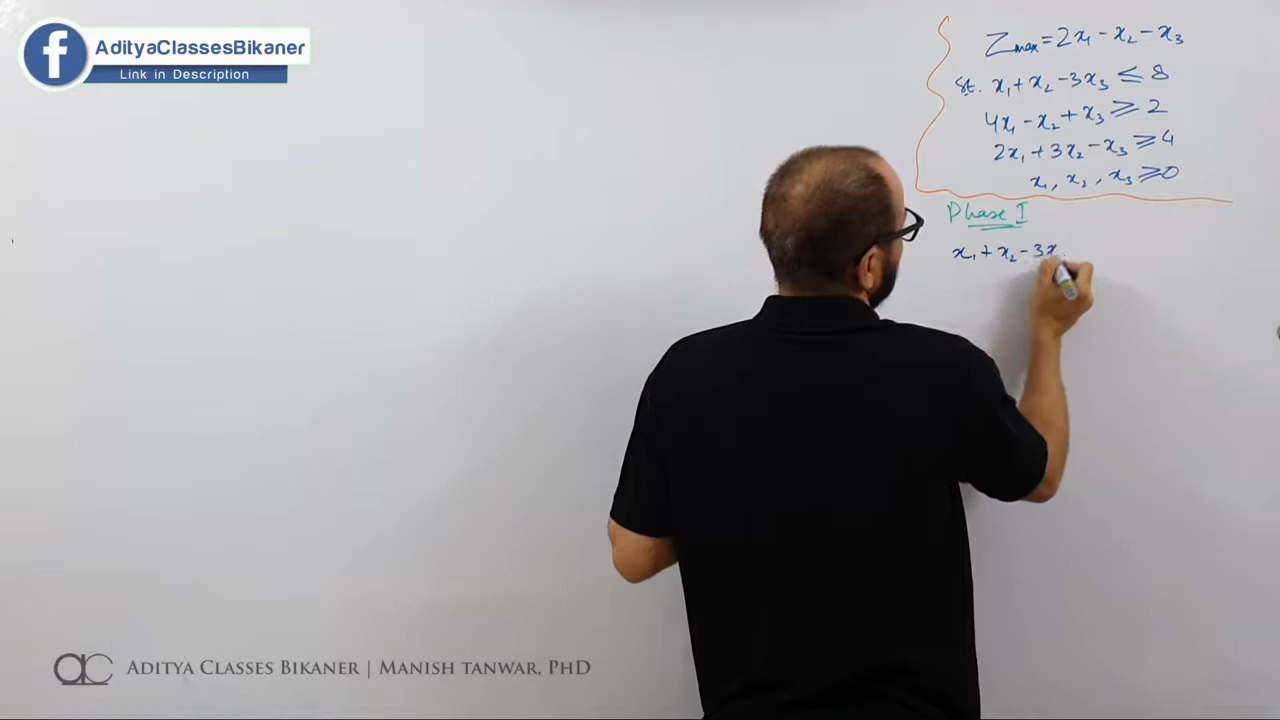 f AdityaClassesBikaner
Link in Description
Zmax = 2x₁ - x₂ - x₃
St. x₁ + x₂ - 3x₃ ≤ 8
4x₁ - x₂ + x₃ ≥ 2
2x₁ + 3x₂ - x₃ ≥ 4
x₁, x₂, x₃ ≥ 0
Phase I
x₁ + x₂ - 3x
ac ADITYA CLASSES BIKANER | MANISH TANWAR, PHD